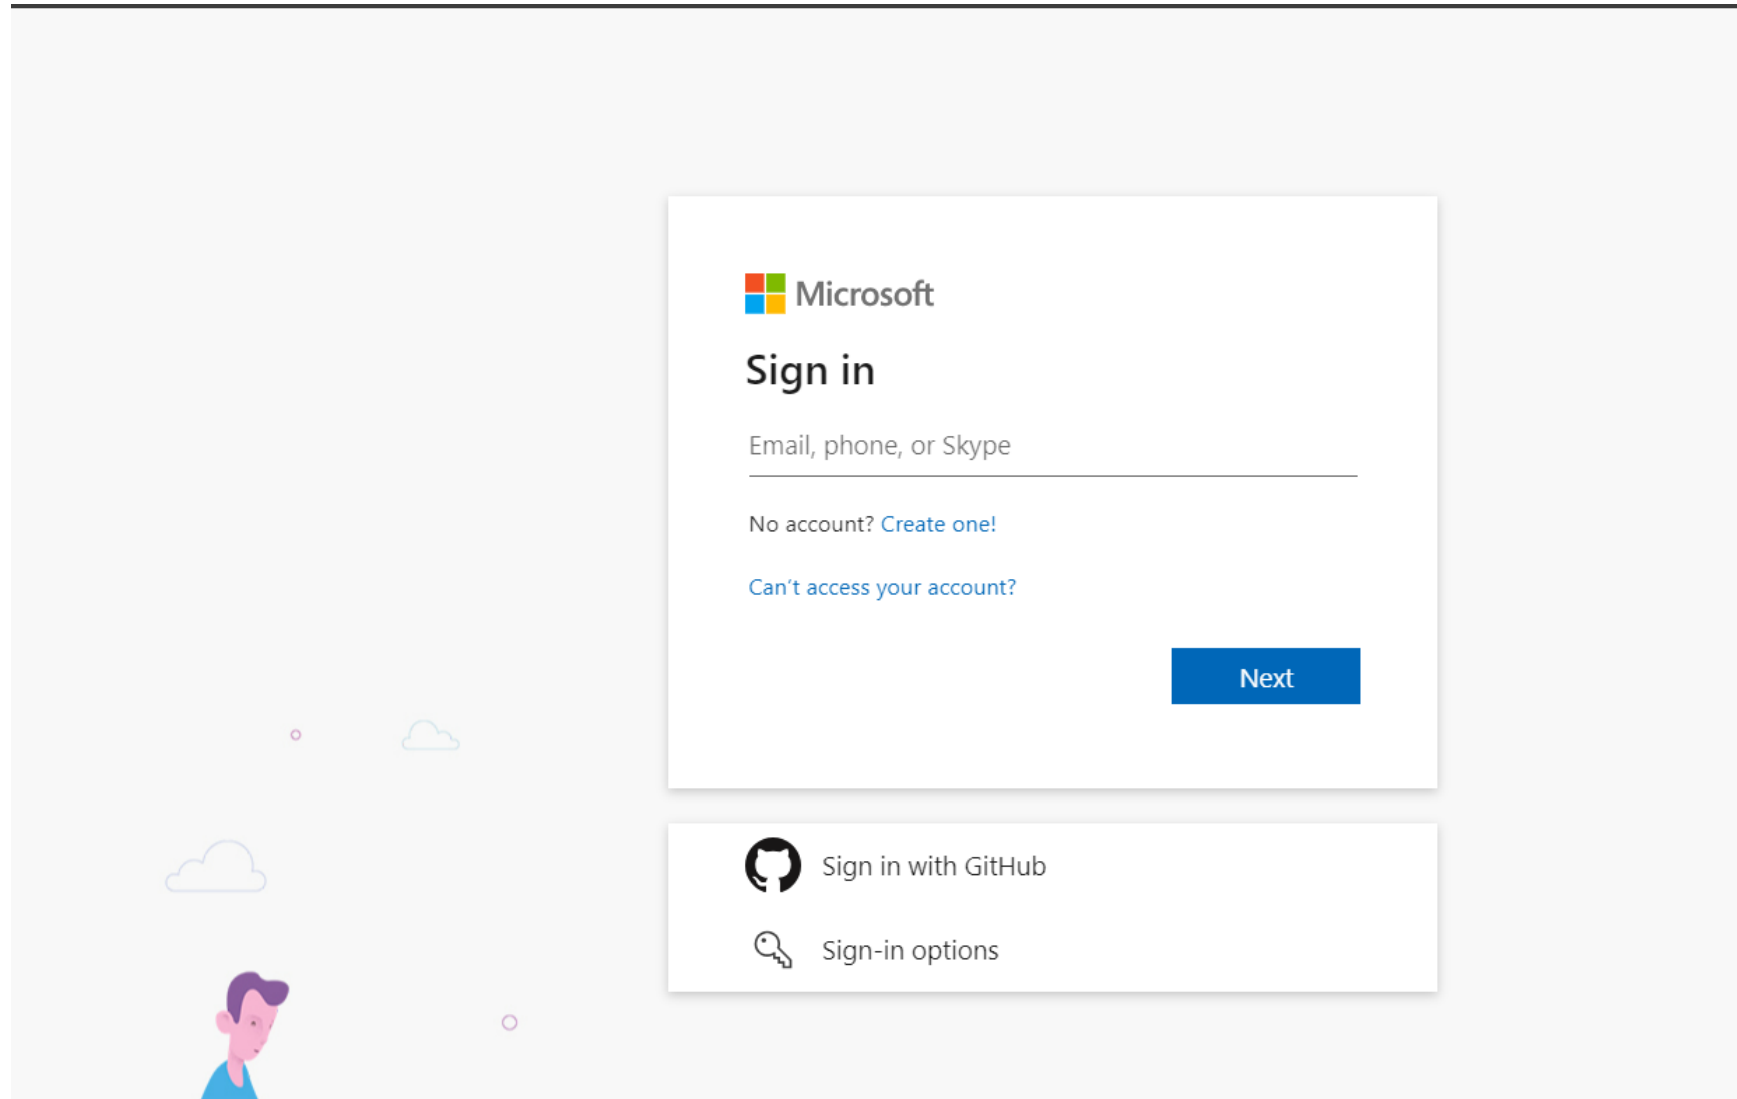 Microsoft
Sign in
Email, phone, or Skype
No account? Create one!
Can't access your account?
Next
Sign in with GitHub
Sign-in options